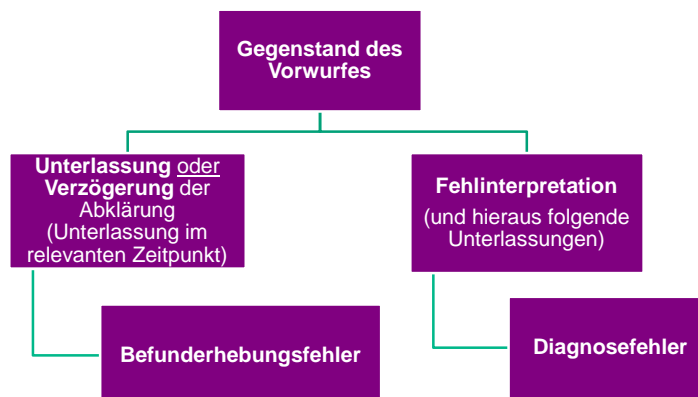 Gegenstand des
Vorwurfes
Unterlassung oder
Verzögerung der
Abklärung
(Unterlassung im
relevanten Zeitpunkt)
Fehlinterpretation
(und hieraus folgende
Unterlassungen)
Befunderhebungsfehler
Diagnosefehler